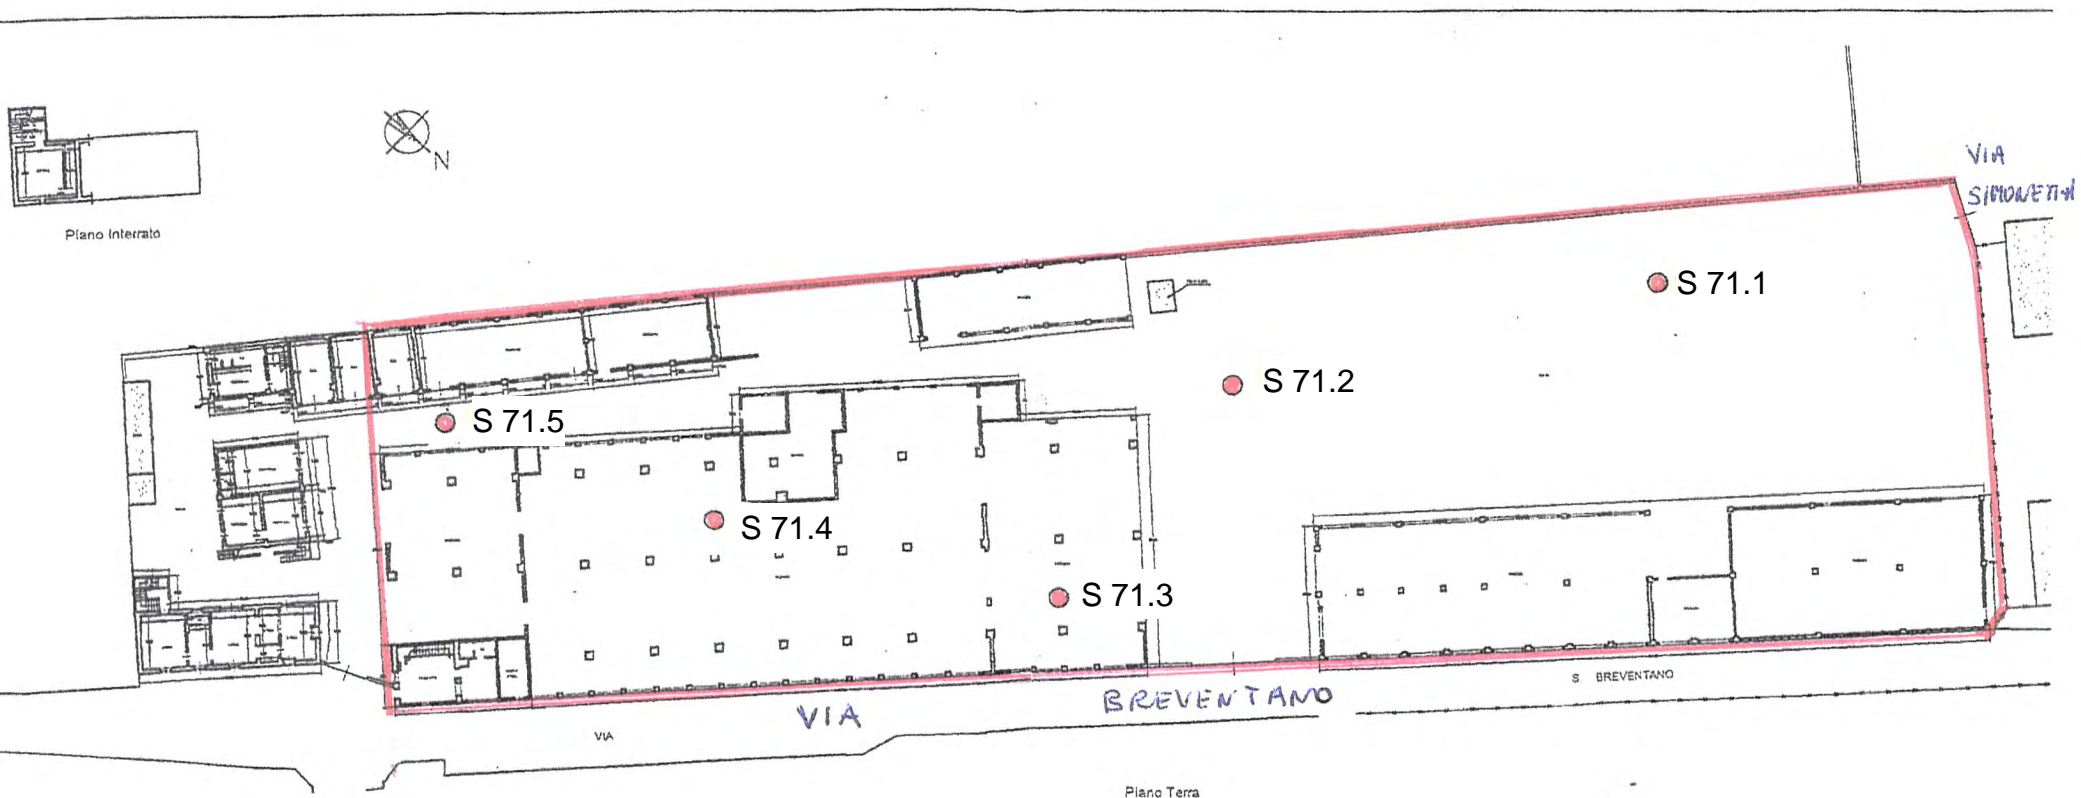 N
VIA
SIMONETTA
Piano Interrato
S 71.1
S 71.2
S 71.5
S 71.4
S 71.3
S. BREVENTANO
VIA BREVENTANO
VIA
Piano Terra